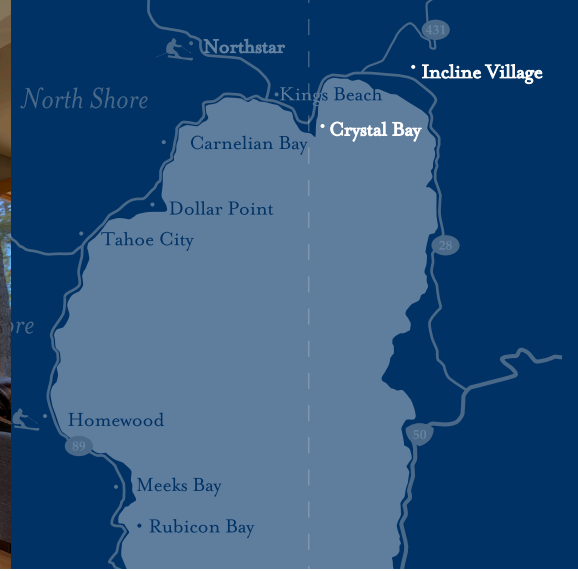 431
Northstar
Incline Village
North Shore
Kings Beach
Crystal Bay
Carnelian Bay
Dollar Point
Tahoe City
28
ore
Homewood
50
89
Meeks Bay
Rubicon Bay